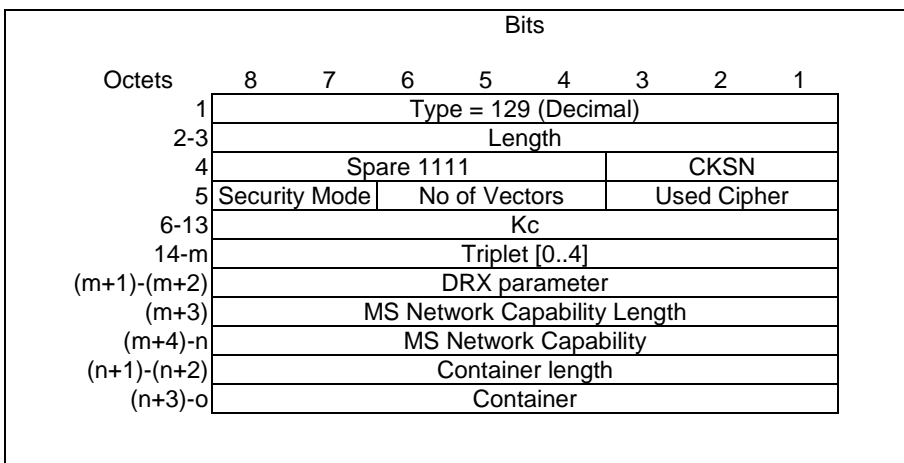 Bits
Octets 8 7 6 5 4 3 2 1
1 Type = 129 (Decimal)
2-3 Length
4 Spare 1111 CKSN
5 Security Mode No of Vectors Used Cipher
6-13 Kc
14-m Triplet [0..4]
(m+1)-(m+2) DRX parameter
(m+3) MS Network Capability Length
(m+4)-n MS Network Capability
(n+1)-(n+2) Container length
(n+3)-o Container